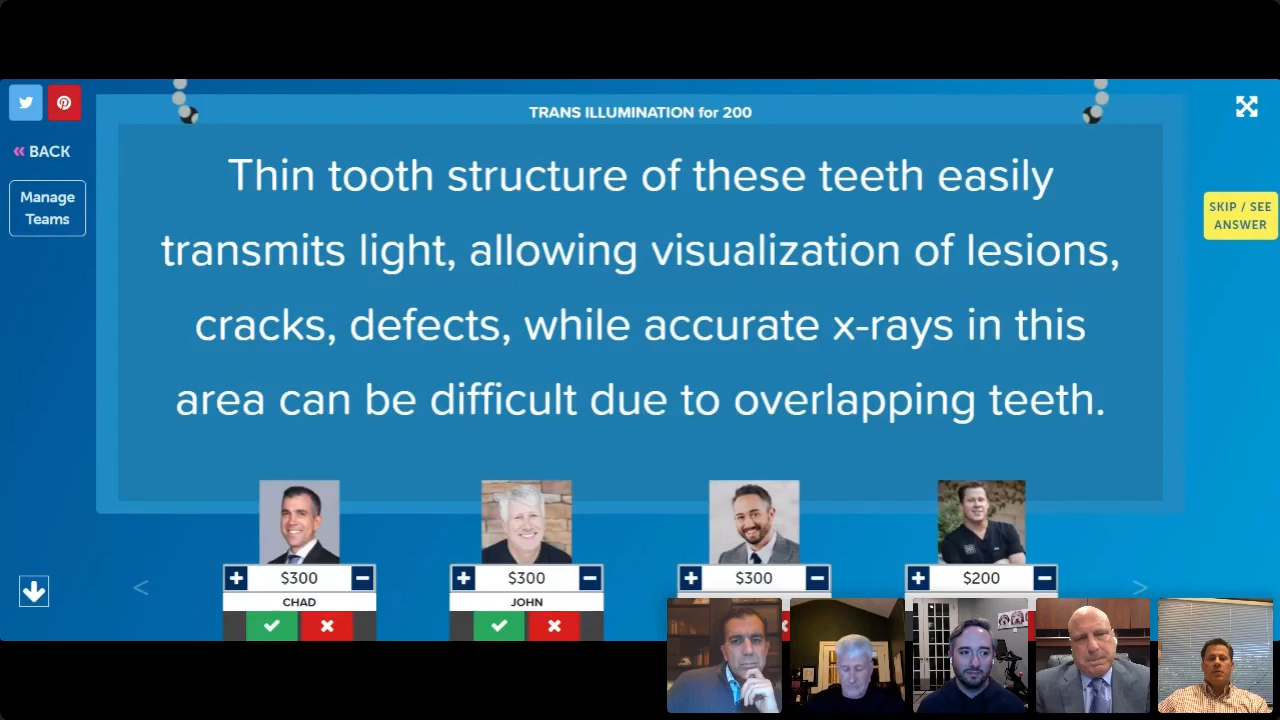 TRANS ILLUMINATION for 200
« BACK
Manage
Teams
Thin tooth structure of these teeth easily
transmits light, allowing visualization of lesions,
cracks, defects, while accurate x-rays in this
area can be difficult due to overlapping teeth.
SKIP / SEE
ANSWER
$300
$300
$300
$200
CHAD
JOHN